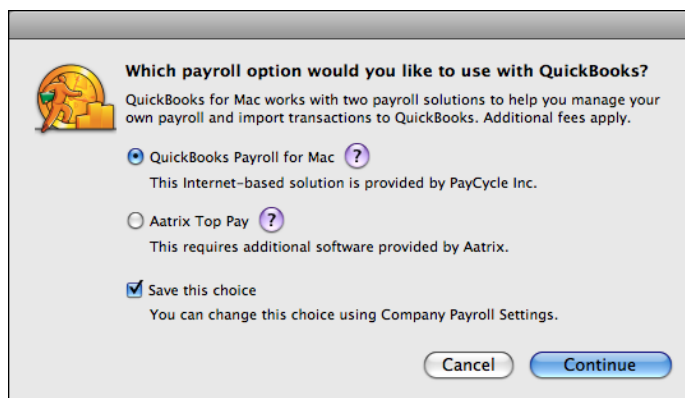 Which payroll option would you like to use with QuickBooks?
QuickBooks for Mac works with two payroll solutions to help you manage your
own payroll and import transactions to QuickBooks. Additional fees apply.
QuickBooks Payroll for Mac ?
This Internet-based solution is provided by PayCycle Inc.
Aatrix Top Pay ?
This requires additional software provided by Aatrix.
Save this choice
You can change this choice using Company Payroll Settings.
Cancel Continue